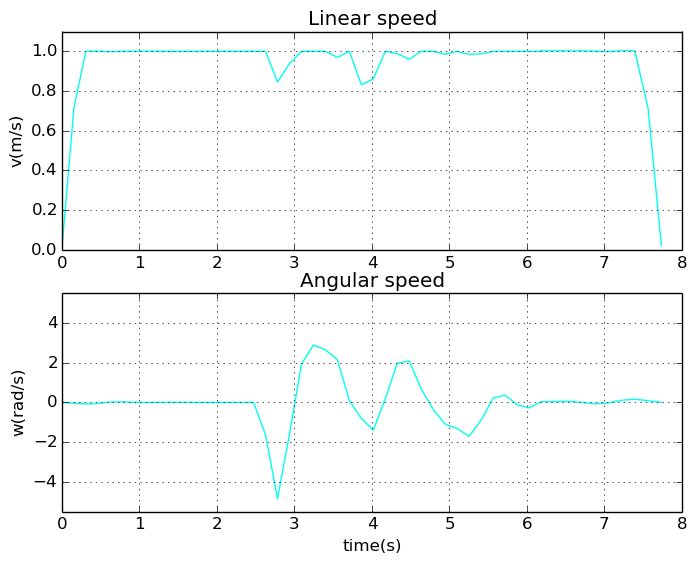 Linear speed
1.0
0.8
0.6
0.4
0.2
0.0
v(m/s)
0 1 2 3 4 5 6 7 8
Angular speed
4
2
0
−2
−4
w(rad/s)
0 1 2 3 4 5 6 7 8
time(s)